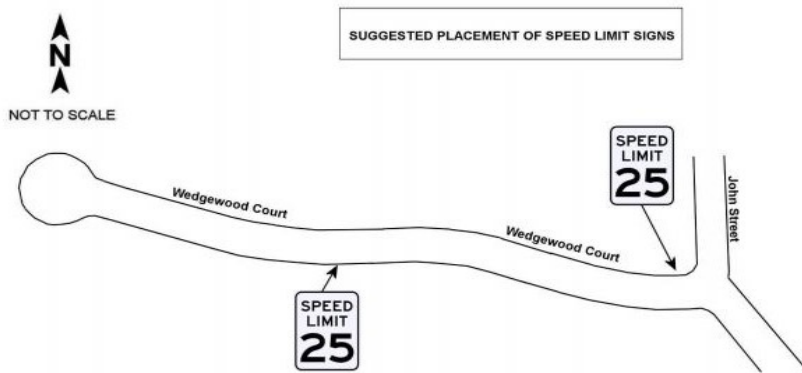 SUGGESTED PLACEMENT OF SPEED LIMIT SIGNS
N
NOT TO SCALE
SPEED
LIMIT
25
John Street
Wedgewood Court
Wedgewood Court
SPEED
LIMIT
25